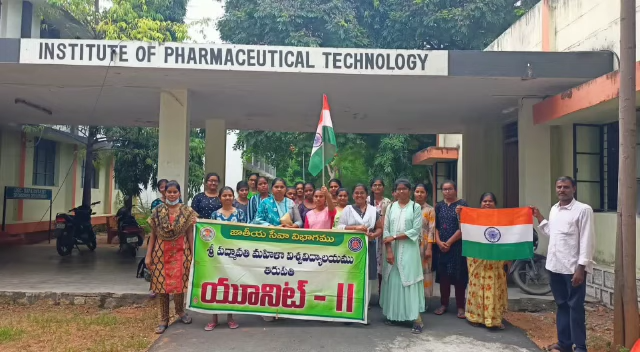 INSTITUTE OF PHARMACEUTICAL TECHNOLOGY
జాతీయ సేవా విభాగము
శ్రీ పద్మావతి మహిళా విశ్వవిద్యాలయము
తిరుపతి
యూనిట్ - II